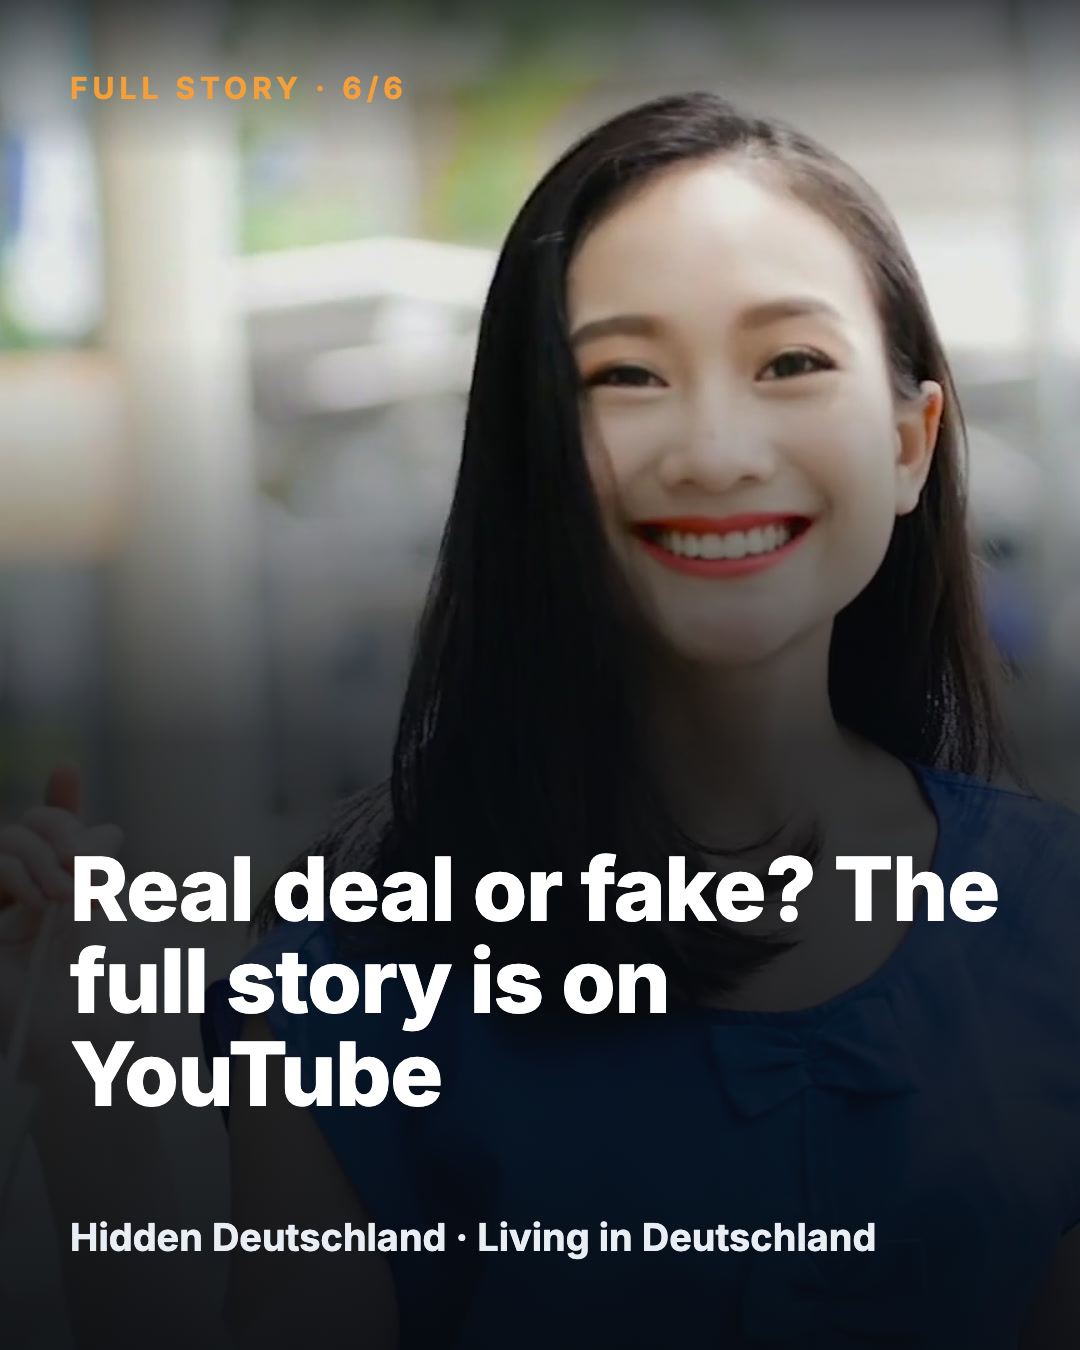 FULL STORY · 6/6
Real deal or fake? The
full story is on
YouTube
Hidden Deutschland · Living in Deutschland